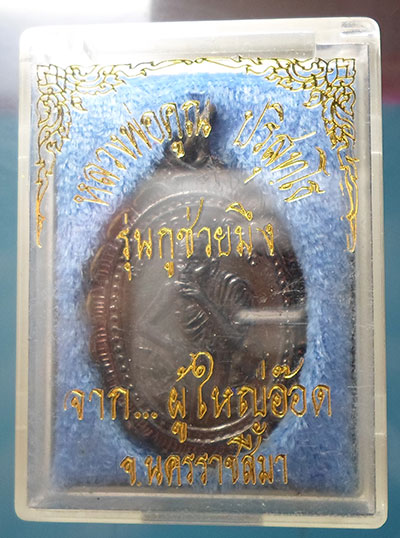 หลวงพ่อคูณ ปริสุทฺโธ
รุ่นกูช่วยมึง
จาก... ผู้ใหญ่อ๊อด
จ.นครราชสีมา